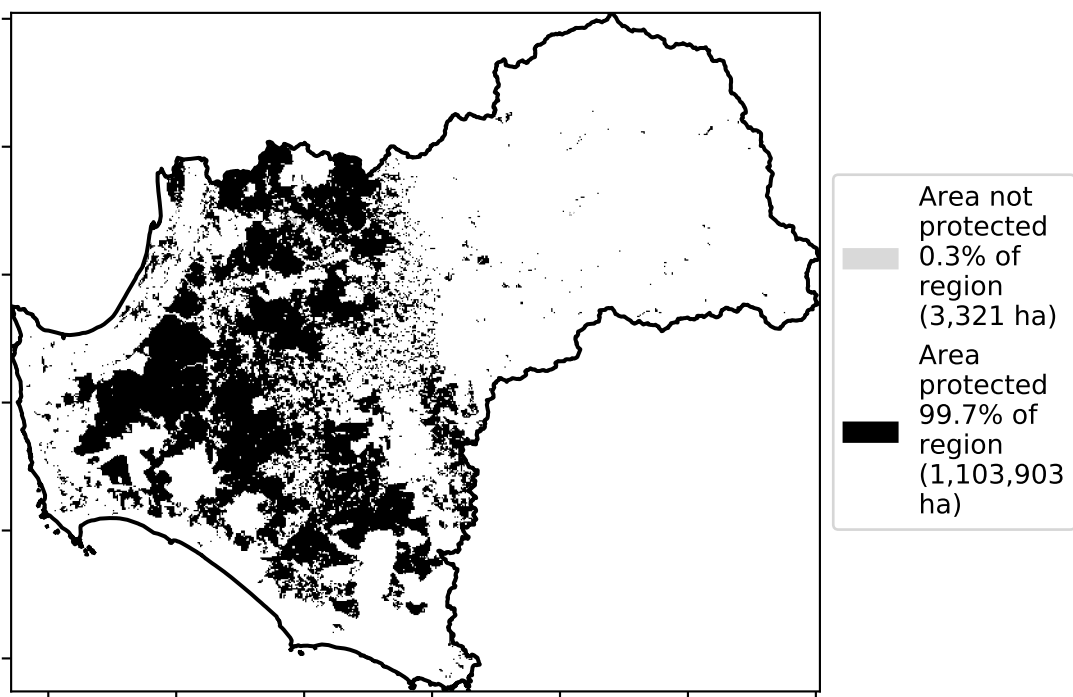 Area not
protected
0.3% of
region
(3,321 ha)
Area
protected
99.7% of
region
(1,103,903
ha)